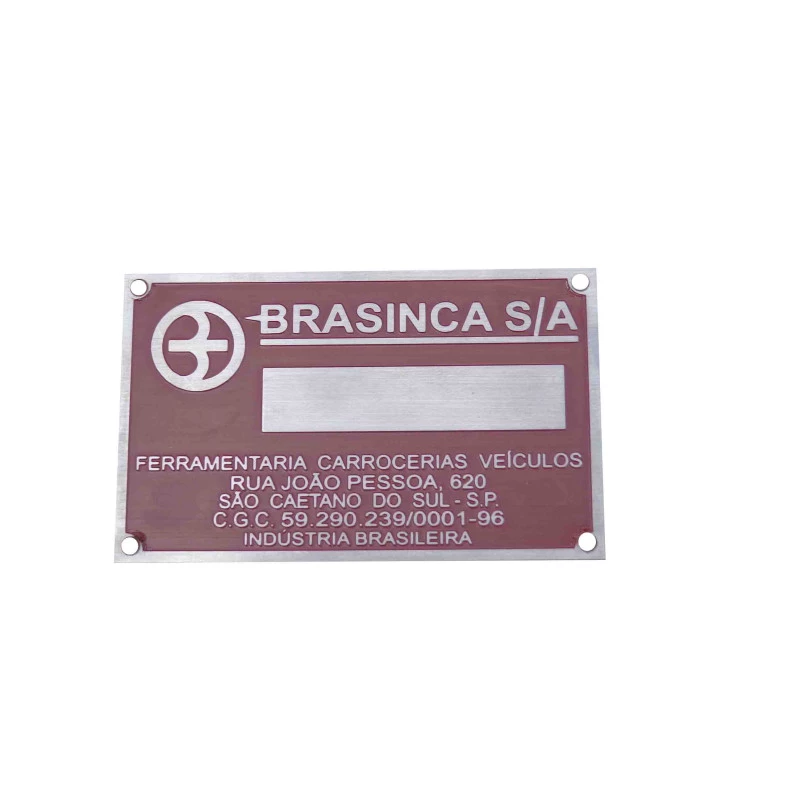 BRASINCA S/A
FERRAMENTARIA CARROCERIAS VEÍCULOS
RUA JOÃO PESSOA, 620
SÃO CAETANO DO SUL - S.P.
C.G.C. 59.290.239/0001-96
INDÚSTRIA BRASILEIRA